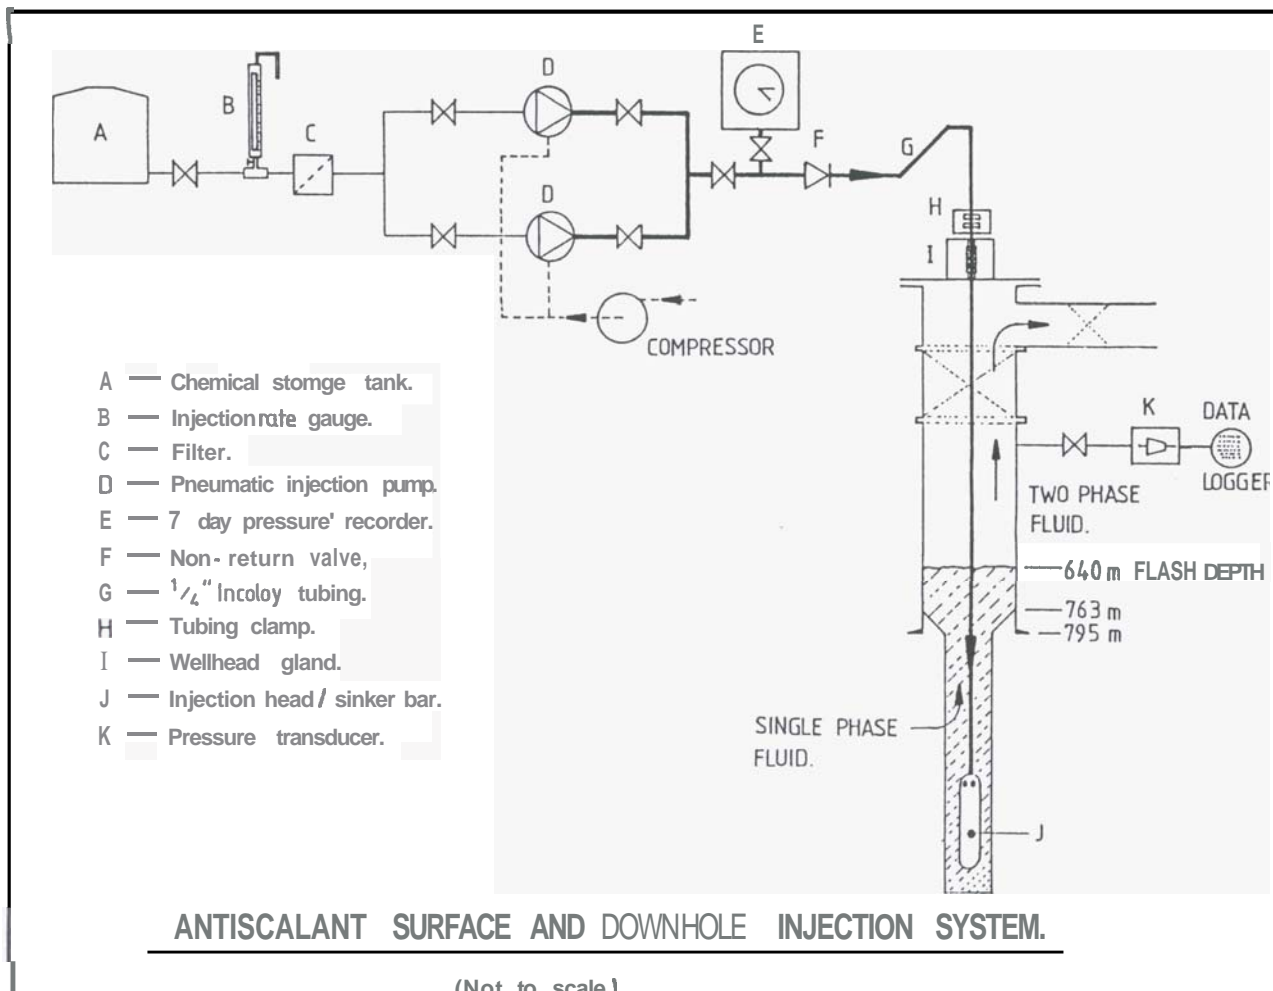 E
D
B
F
A
C
G
D
H
I
COMPRESSOR
A — Chemical stomge tank.
B — Injection rate gauge.
C — Filter.
D — Pneumatic injection pump.
E — 7 day pressure' recorder.
F — Non- return valve,
G — 1/4" Incoloy tubing.
H — Tubing clamp.
I — Wellhead gland.
J — Injection head / sinker bar.
K — Pressure transducer.
K
DATA
LOGGER
TWO PHASE
FLUID.
640 m FLASH DEPTH
763 m
795 m
SINGLE PHASE
FLUID.
J
ANTISCALANT SURFACE AND DOWNHOLE INJECTION SYSTEM.
(Not to scale)